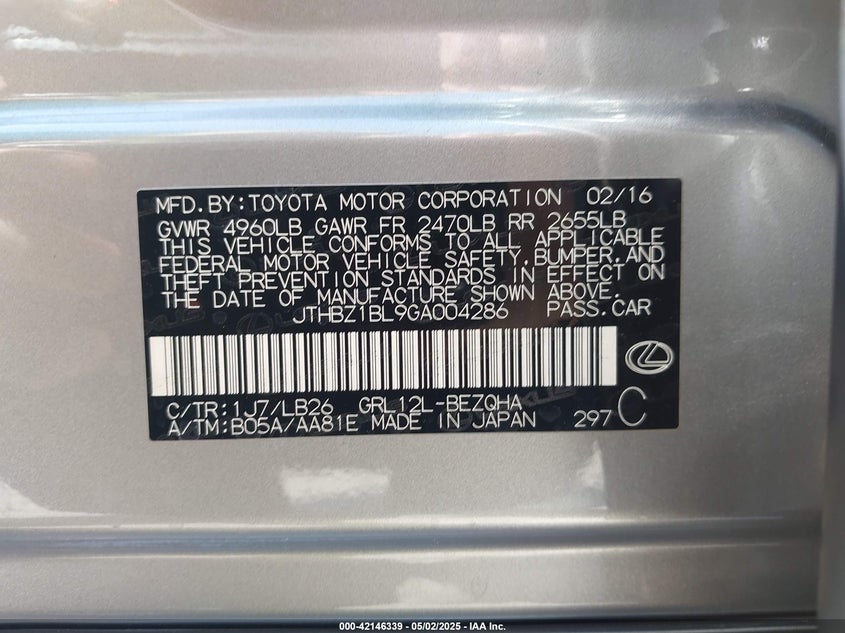 MFD.BY:TOYOTA MOTOR CORPORATION 02/16
GVWR 4960LB GAWR FR 2470LB RR 2655LB
THIS VEHICLE CONFORMS TO ALL APPLICABLE
FEDERAL MOTOR VEHICLE SAFETY,BUMPER,AND
THEFT PREVENTION STANDARDS IN EFFECT ON
THE DATE OF MANUFACTURE SHOWN ABOVE.
JTHBZ1BL9GA004286 PASS.CAR
C/TR:1J7/LB26 GRL12L-BEZQHA
A/TM:B05A/AA81E MADE IN JAPAN 297 C
000-42146339 - 05/02/2025 - IAA Inc.